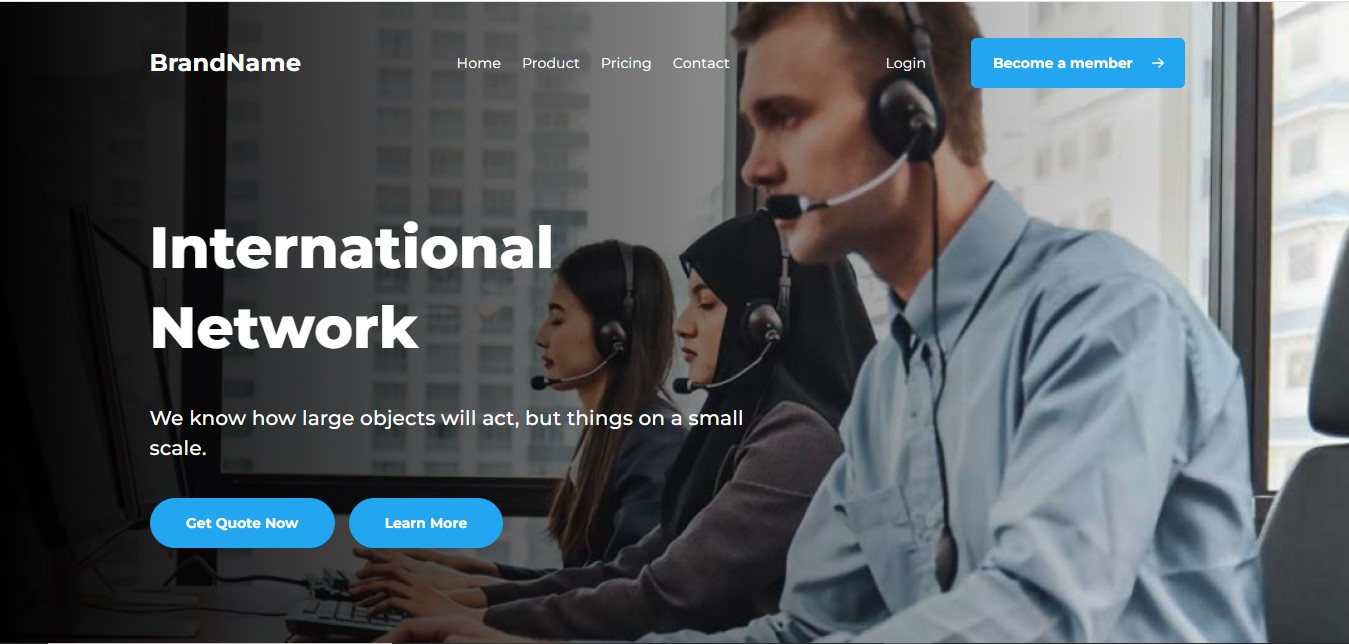 BrandName
Home Product Pricing Contact
Login
Become a member →
International
Network
We know how large objects will act, but things on a small
scale.
Get Quote Now
Learn More